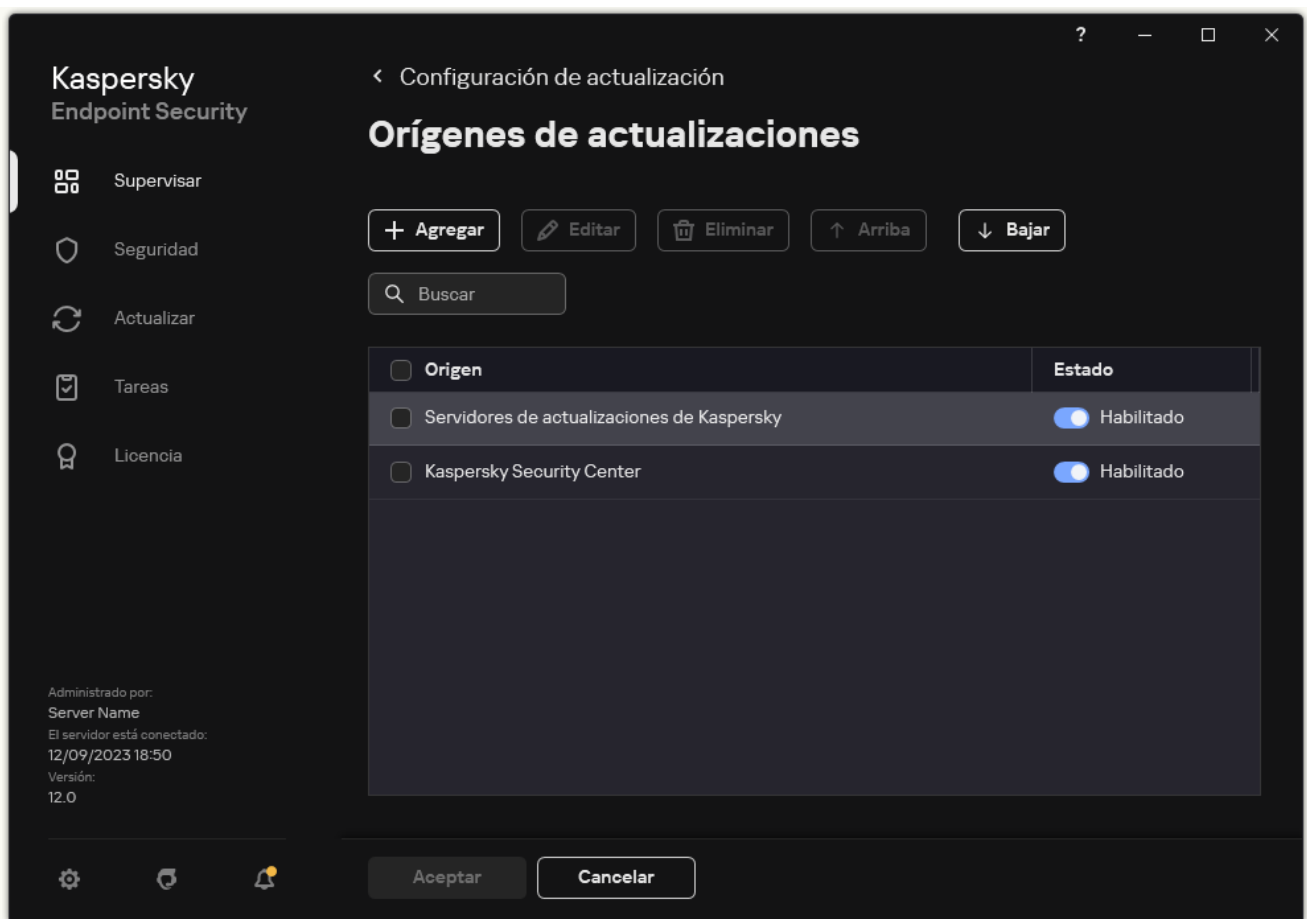 ?
Kaspersky
Endpoint Security
Supervisar
Seguridad
Actualizar
Tareas
Licencia
Administrado por:
Server Name
El servidor está conectado:
12/09/2023 18:50
Versión:
12.0
Configuración de actualización
Orígenes de actualizaciones
Agregar Editar Eliminar Arriba Bajar
Buscar
Origen Estado
Servidores de actualizaciones de Kaspersky Habilitado
Kaspersky Security Center Habilitado
Aceptar Cancelar